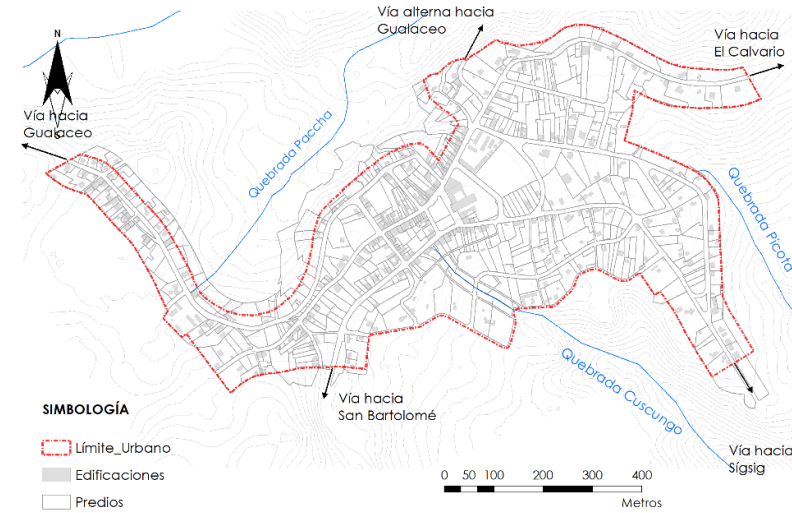 Vía alterna hacia
Gualaceo
Vía hacia
El Calvario
N
Vía hacia
Gualaceo
Quebrada Paccha
Quebrada Picota
Quebrada Cuscungo
Vía hacia
San Bartolomé
Vía hacia
Sígsig
SIMBOLOGÍA
Límite_Urbano
Edificaciones
Predios
0 50 100 200 300 400
Metros